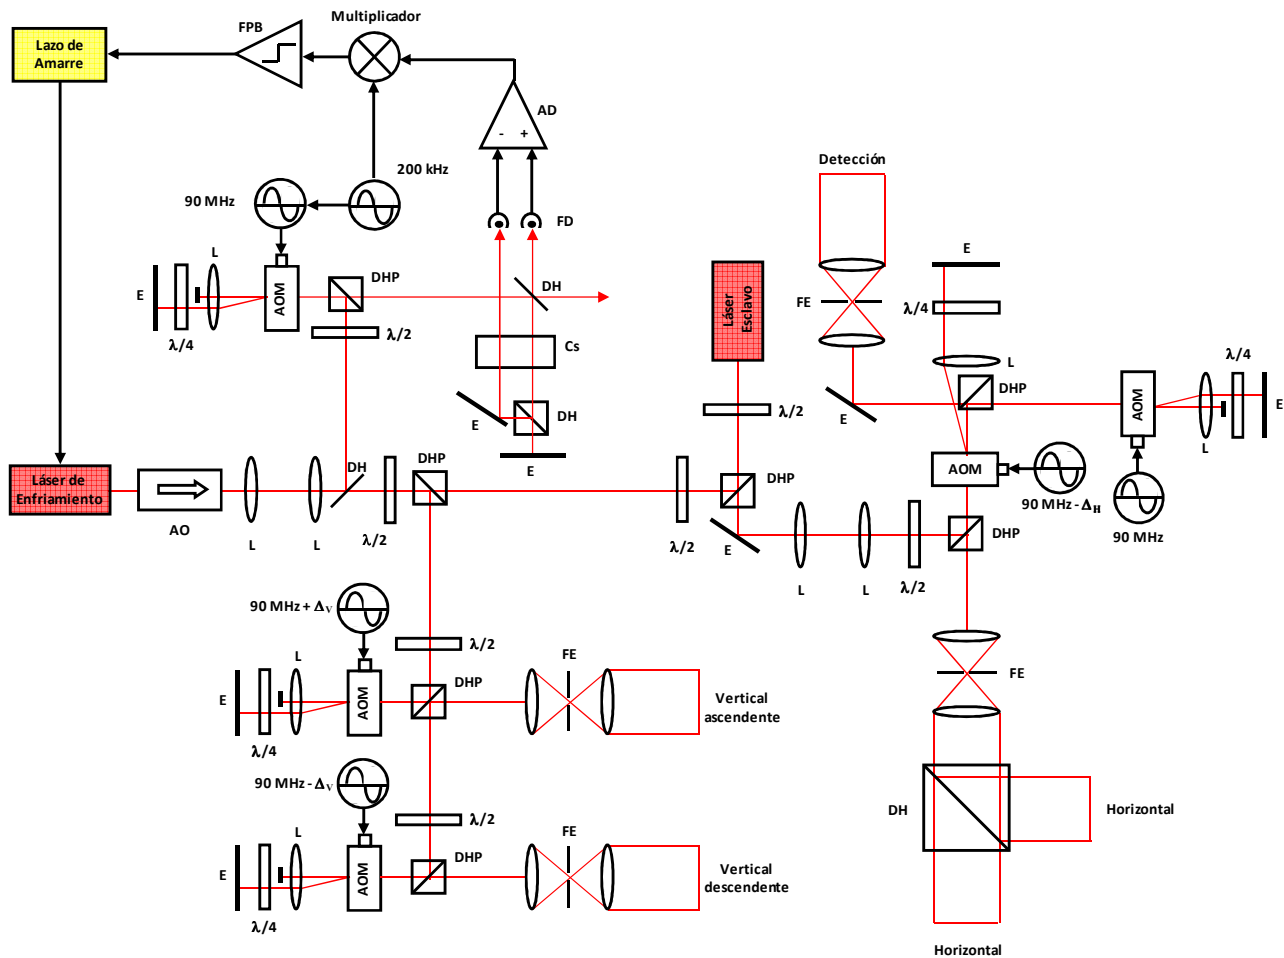 Multiplicador
FPB
Lazo de
Amarre
AD
- +
200 kHz
90 MHz
FD
L
E
AOM
DHP
DH
λ/4
λ/2
Cs
E
DH
E
Detección
FE
E
λ/4
L
Láser
Esclavo
λ/2
E
DHP
AOM
λ/4
E
L
Láser de
Enfriamiento
AO
L
L
DH
λ/2
DHP
λ/2
DHP
E
L
L
λ/2
AOM
90 MHz - ΔH
90 MHz
DHP
90 MHz + ΔV
λ/2
L
E
AOM
DHP
FE
λ/4
Vertical
ascendente
FE
90 MHz - ΔV
λ/2
L
E
AOM
DHP
FE
λ/4
Vertical
descendente
DH
Horizontal
Horizontal